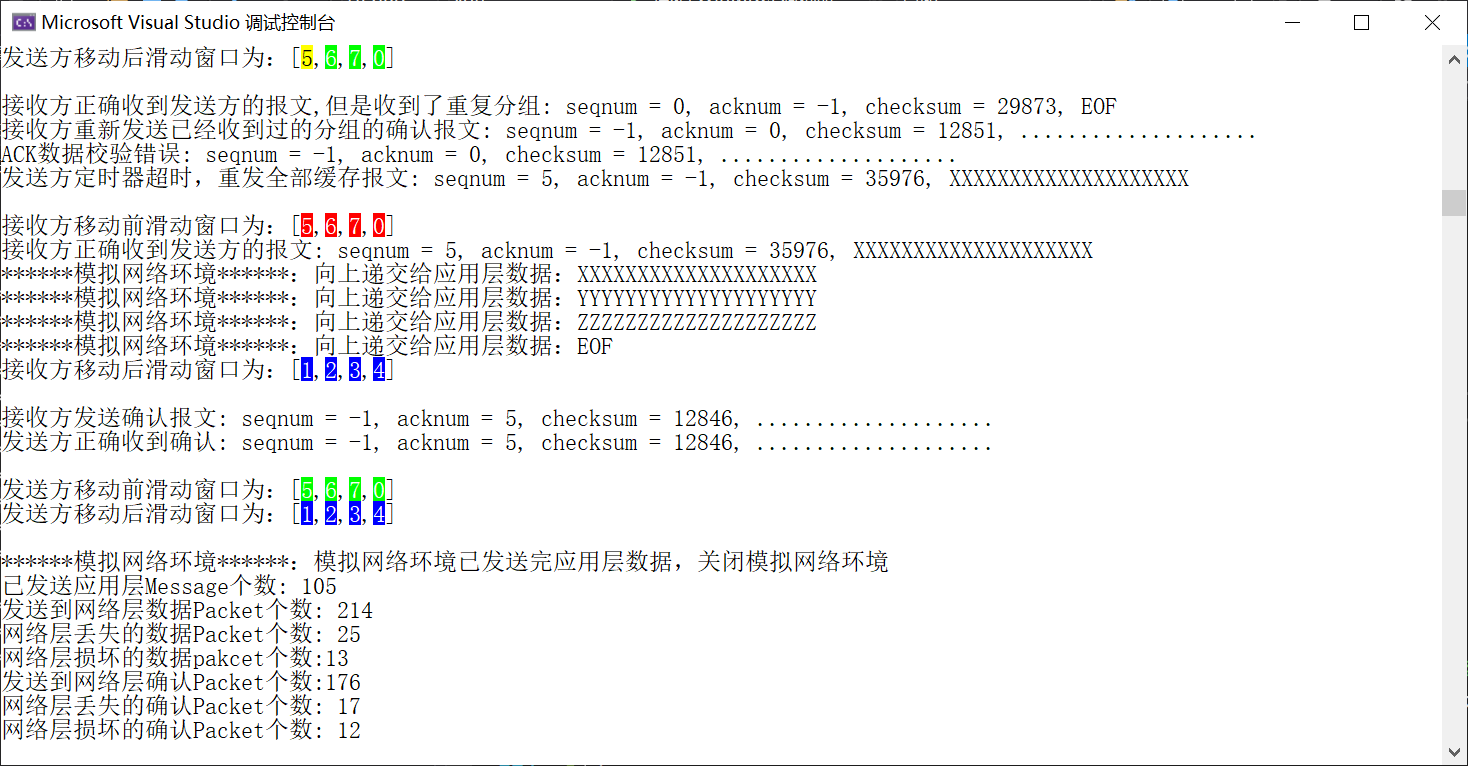 Microsoft Visual Studio 调试控制台
发送方移动后滑动窗口为：[5,6,7,0]
接收方正确收到发送方的报文,但是收到了重复分组: seqnum = 0, acknum = -1, checksum = 29873, EOF
接收方重新发送已经收到过的分组的确认报文: seqnum = -1, acknum = 0, checksum = 12851, ....................
ACK数据校验错误: seqnum = -1, acknum = 0, checksum = 12851, ....................
发送方定时器超时，重发全部缓存报文: seqnum = 5, acknum = -1, checksum = 35976, XXXXXXXXXXXXXXXXXXXX
接收方移动前滑动窗口为：[5,6,7,0]
接收方正确收到发送方的报文: seqnum = 5, acknum = -1, checksum = 35976, XXXXXXXXXXXXXXXXXXXX
******模拟网络环境******：向上递交给应用层数据：XXXXXXXXXXXXXXXXXXXX
******模拟网络环境******：向上递交给应用层数据：YYYYYYYYYYYYYYYYYYYY
******模拟网络环境******：向上递交给应用层数据：ZZZZZZZZZZZZZZZZZZZZ
******模拟网络环境******：向上递交给应用层数据：EOF
接收方移动后滑动窗口为：[1,2,3,4]
接收方发送确认报文: seqnum = -1, acknum = 5, checksum = 12846, ....................
发送方正确收到确认: seqnum = -1, acknum = 5, checksum = 12846, ....................
发送方移动前滑动窗口为：[5,6,7,0]
发送方移动后滑动窗口为：[1,2,3,4]
******模拟网络环境******：模拟网络环境已发送完应用层数据，关闭模拟网络环境
已发送应用层Message个数: 105
发送到网络层数据Packet个数: 214
网络层丢失的数据Packet个数: 25
网络层损坏的数据pakcet个数:13
发送到网络层确认Packet个数:176
网络层丢失的确认Packet个数: 17
网络层损坏的确认Packet个数: 12